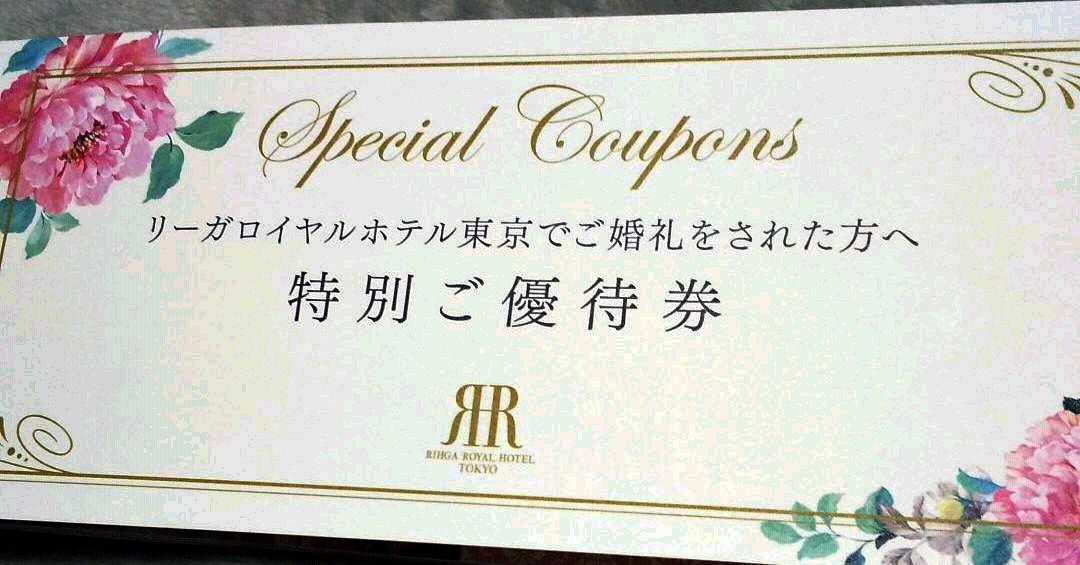 Special Coupons
リーガロイヤルホテル東京でご婚礼をされた方へ
特別ご優待券
RR
RIHGA ROYAL HOTEL
TOKYO